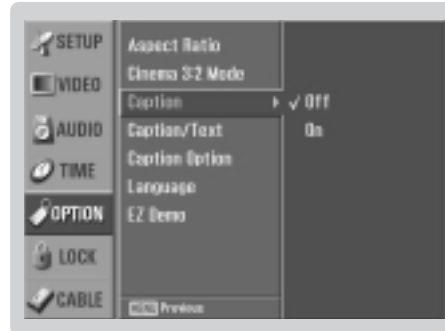 SETUP
VIDEO
AUDIO
TIME
OPTION
LOCK
CABLE
Aspect Ratio
Cinema 3:2 Mode
Caption
Caption/Text
Caption Option
Language
EZ Demo
MENU Previous
√ Off
On